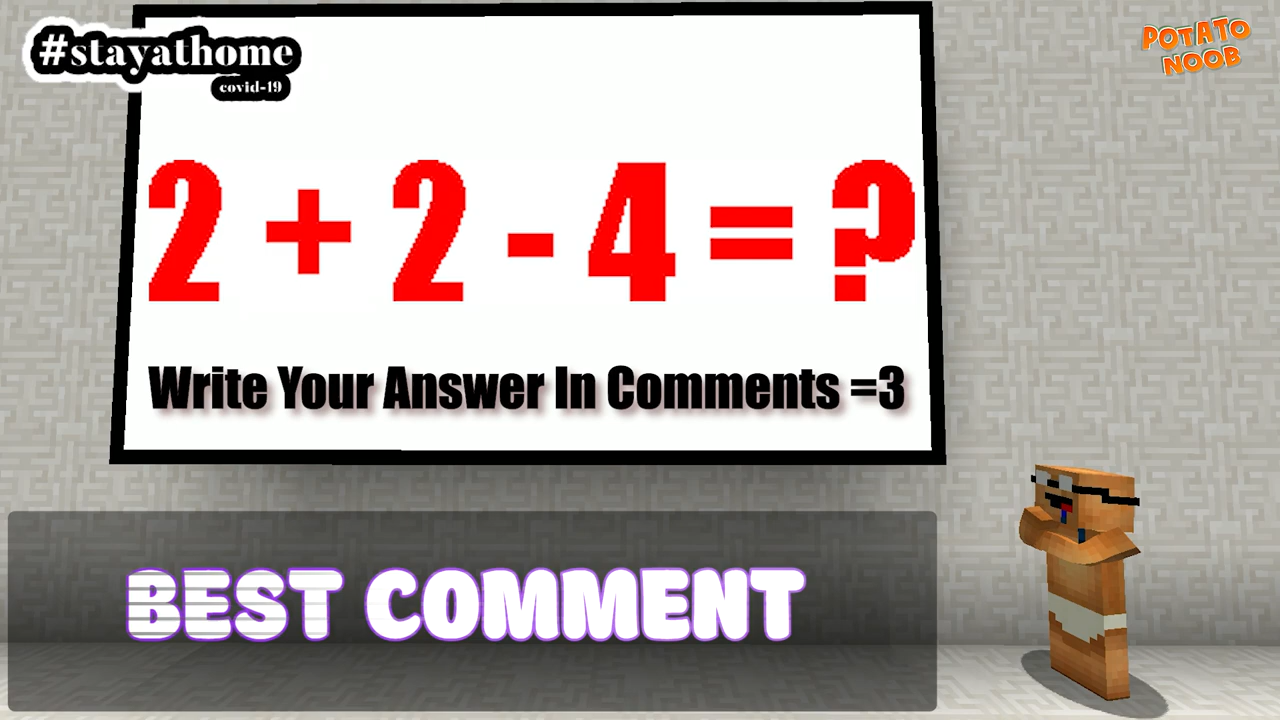 #stayathome
covid-19
POTATO
NOOB
2 + 2 - 4 = ?
Write Your Answer In Comments =3
BEST COMMENT